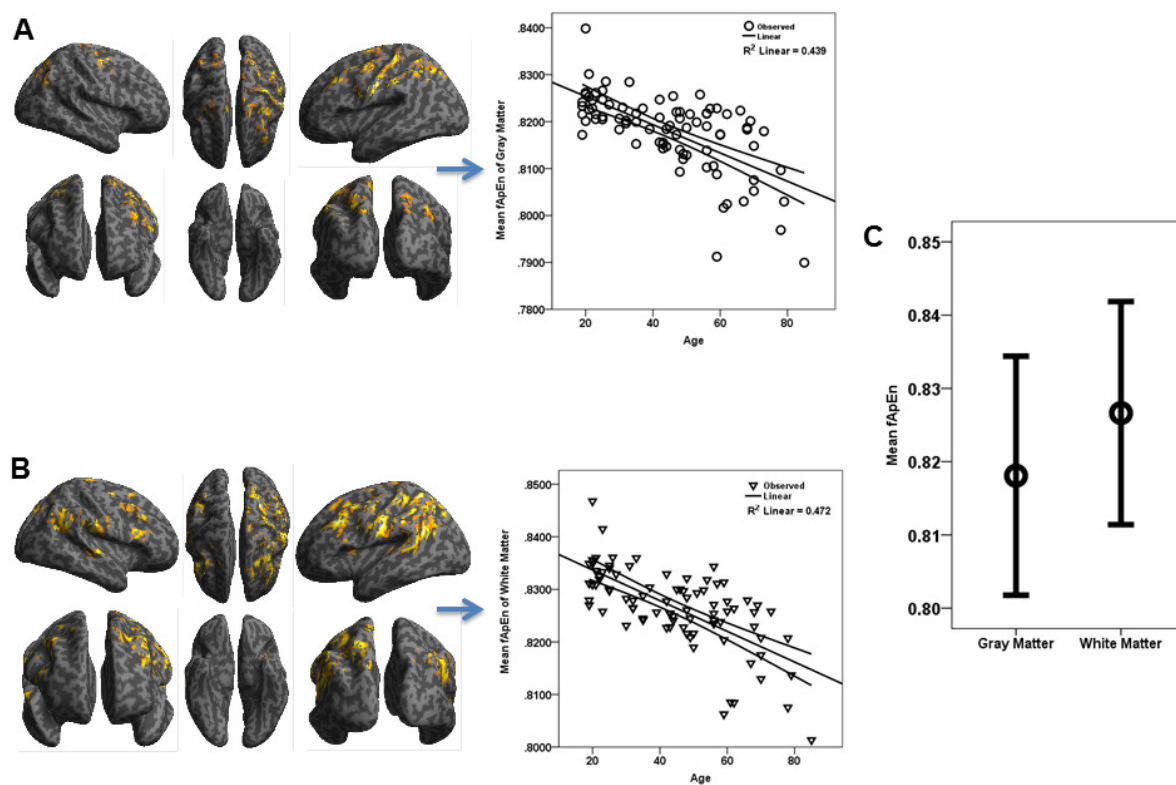 A
Observed
Linear
R² Linear = 0.439
Mean fApEn of Gray Matter
.8400
.8300
.8200
.8100
.8000
.7900
.7800
20 40 60 80
Age
B
Observed
Linear
R² Linear = 0.472
Mean fApEn of White Matter
.8500
.8400
.8300
.8200
.8100
.8000
20 40 60 80
Age
C
Mean fApEn
0.85
0.84
0.83
0.82
0.81
0.80
Gray Matter White Matter